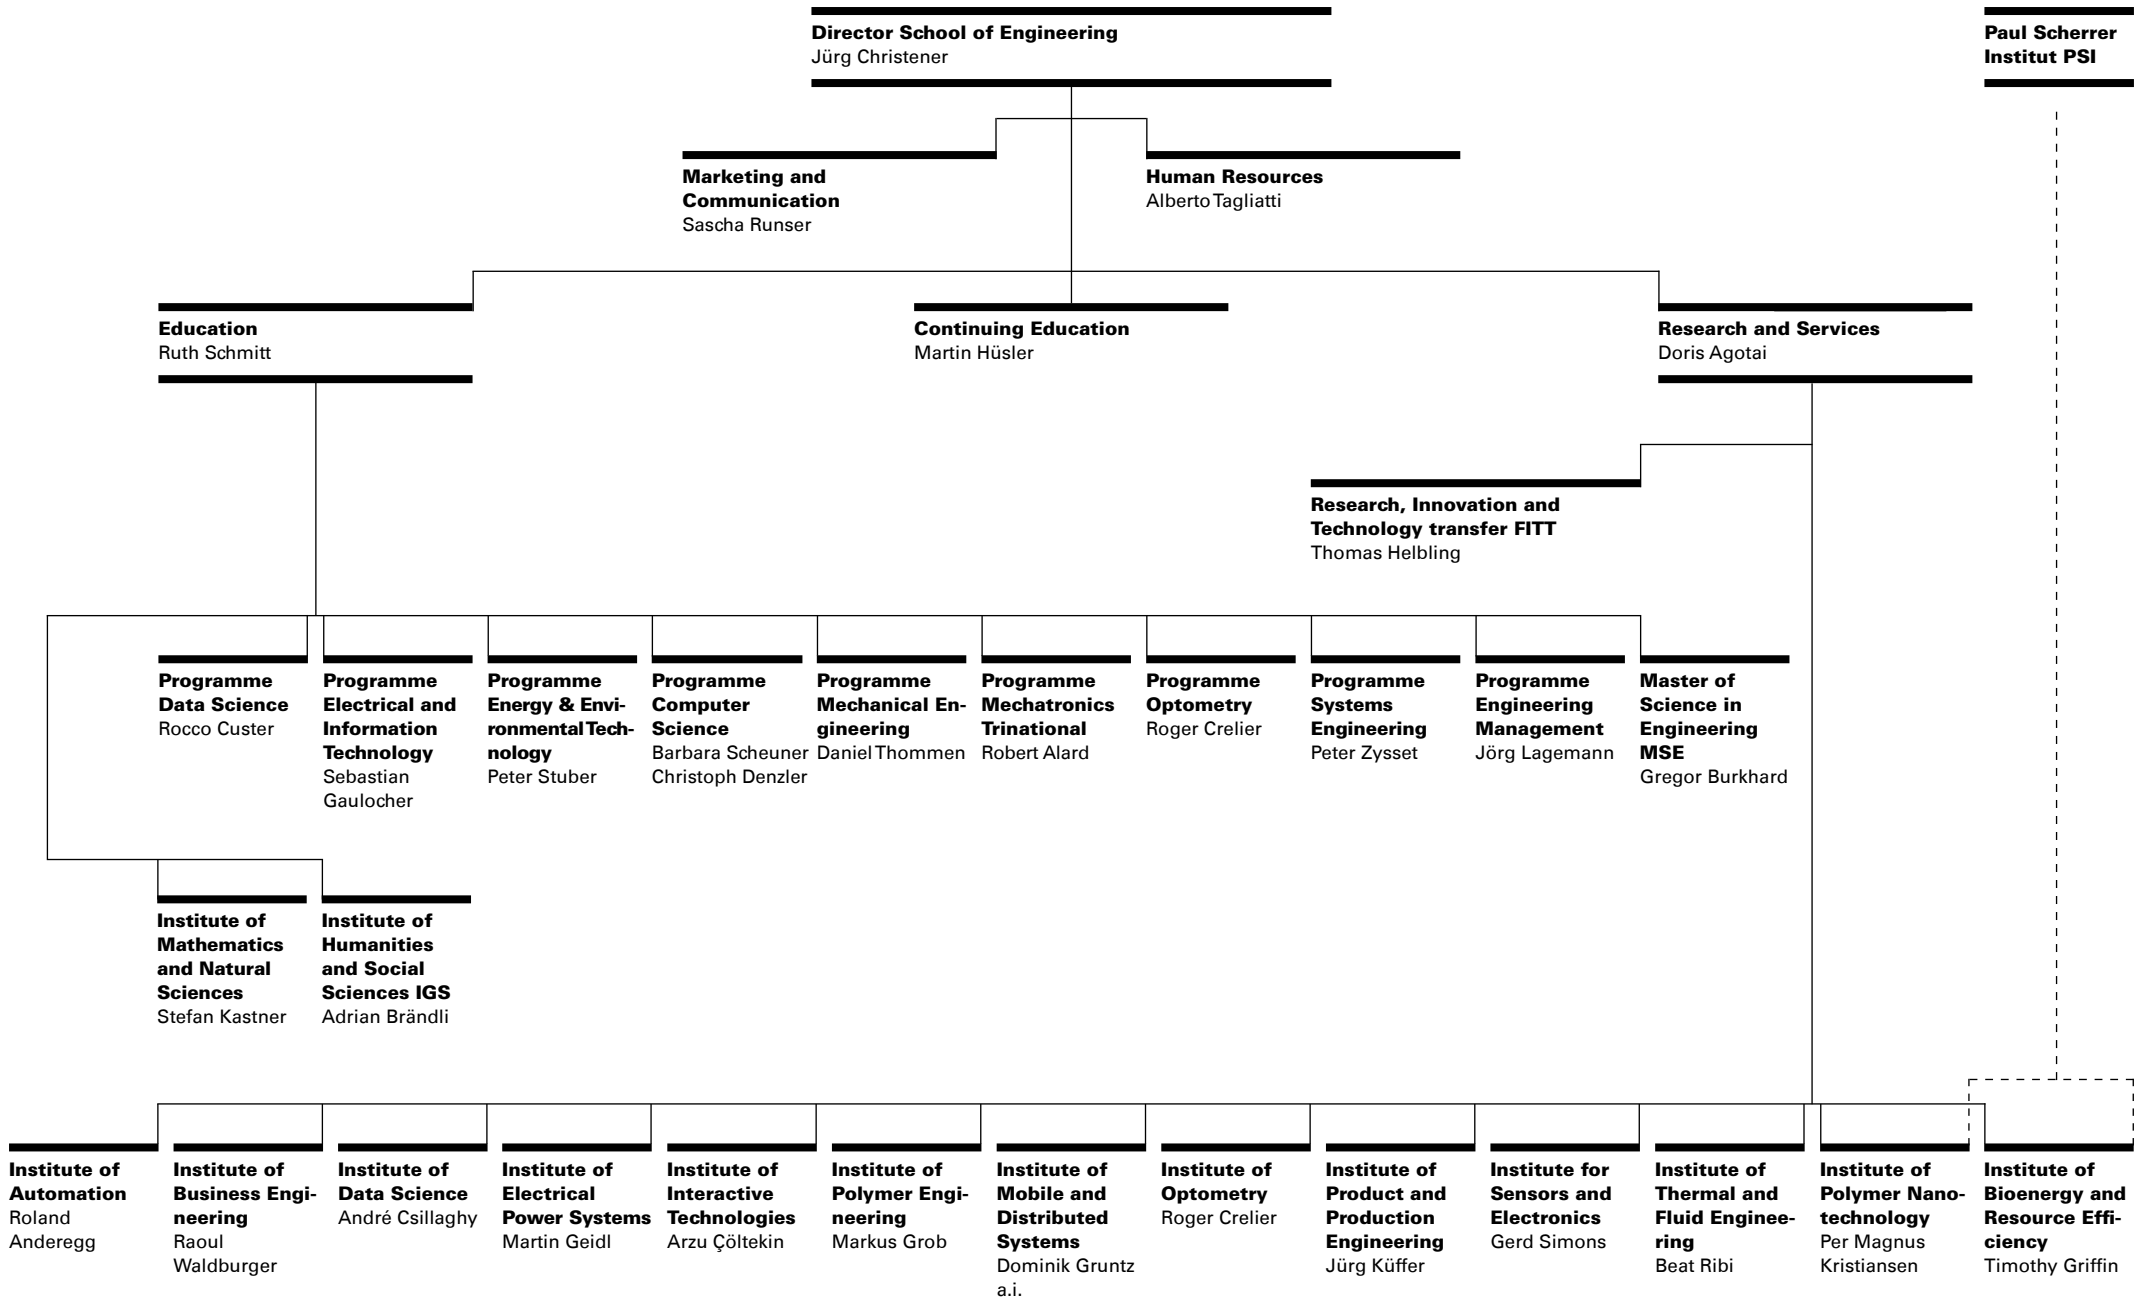 Director School of Engineering
Jürg Christener
Paul Scherrer
Institut PSI
Marketing and
Communication
Sascha Runser
Human Resources
Alberto Tagliatti
Education
Ruth Schmitt
Continuing Education
Martin Hüsler
Research and Services
Doris Agotai
Research, Innovation and
Technology transfer FITT
Thomas Helbling
Programme
Data Science
Rocco Custer
Programme
Electrical and
Information
Technology
Sebastian
Gaulocher
Programme
Energy & Envi-
ronmental Tech-
nology
Peter Stuber
Programme
Computer
Science
Barbara Scheuner
Christoph Denzler
Programme
Mechanical En-
gineering
Daniel Thommen
Programme
Mechatronics
Trinational
Robert Alard
Programme
Optometry
Roger Crelier
Programme
Systems
Engineering
Peter Zysset
Programme
Engineering
Management
Jörg Lagemann
Master of
Science in
Engineering
MSE
Gregor Burkhard
Institute of
Mathematics
and Natural
Sciences
Stefan Kastner
Institute of
Humanities
and Social
Sciences IGS
Adrian Brändli
Institute of
Automation
Roland
Anderegg
Institute of
Business Engi-
neering
Raoul
Waldburger
Institute of
Data Science
André Csillaghy
Institute of
Electrical
Power Systems
Martin Geidl
Institute of
Interactive
Technologies
Arzu Çöltekin
Institute of
Polymer Engi-
neering
Markus Grob
Institute of
Mobile and
Distributed
Systems
Dominik Gruntz
a.i.
Institute of
Optometry
Roger Crelier
Institute of
Product and
Production
Engineering
Jürg Küffer
Institute for
Sensors and
Electronics
Gerd Simons
Institute of
Thermal and
Fluid Enginee-
ring
Beat Ribi
Institute of
Polymer Nano-
technology
Per Magnus
Kristiansen
Institute of
Bioenergy and
Resource Effi-
ciency
Timothy Griffin